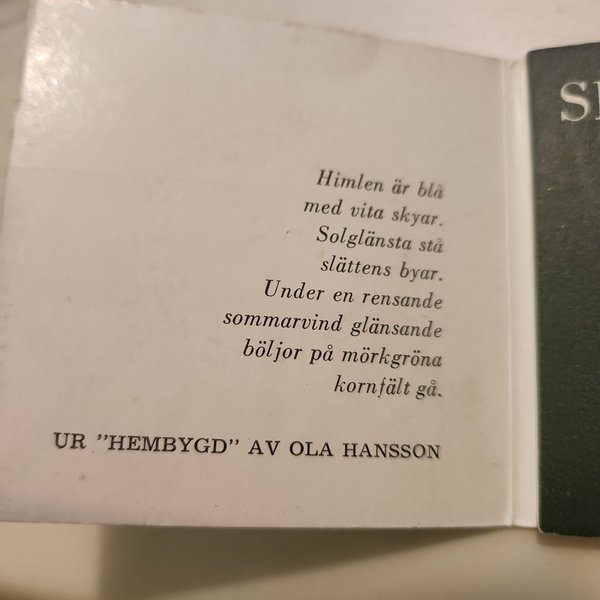 Himlen är blå
med vita skyar.
Solglänsta stå
slättens byar.
Under en rensande
sommarvind glänsande
böljor på mörkgröna
kornfält gå.
UR ”HEMBYGD” AV OLA HANSSON